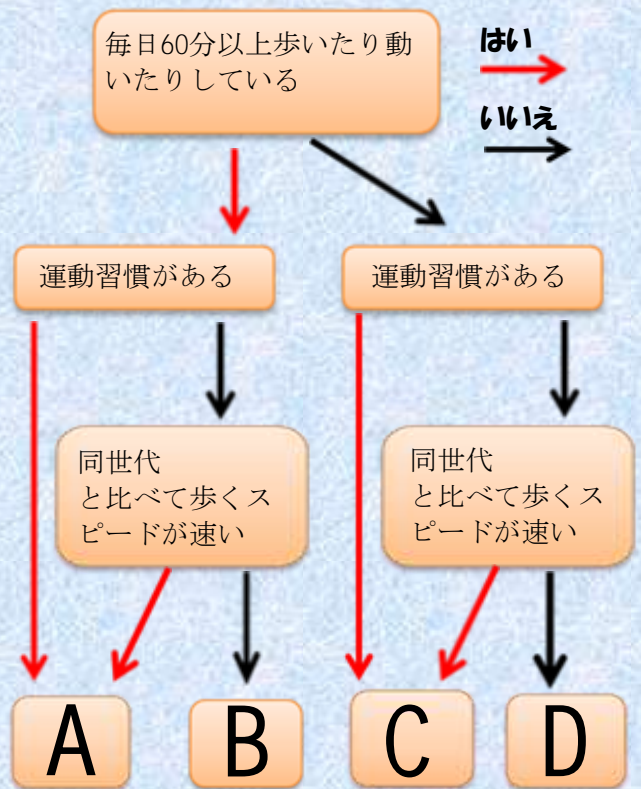 毎日60分以上歩いたり動
いたりしている
はい
いいえ
運動習慣がある
運動習慣がある
同世代
と比べて歩くス
ピードが速い
同世代
と比べて歩くス
ピードが速い
A
B
C
D